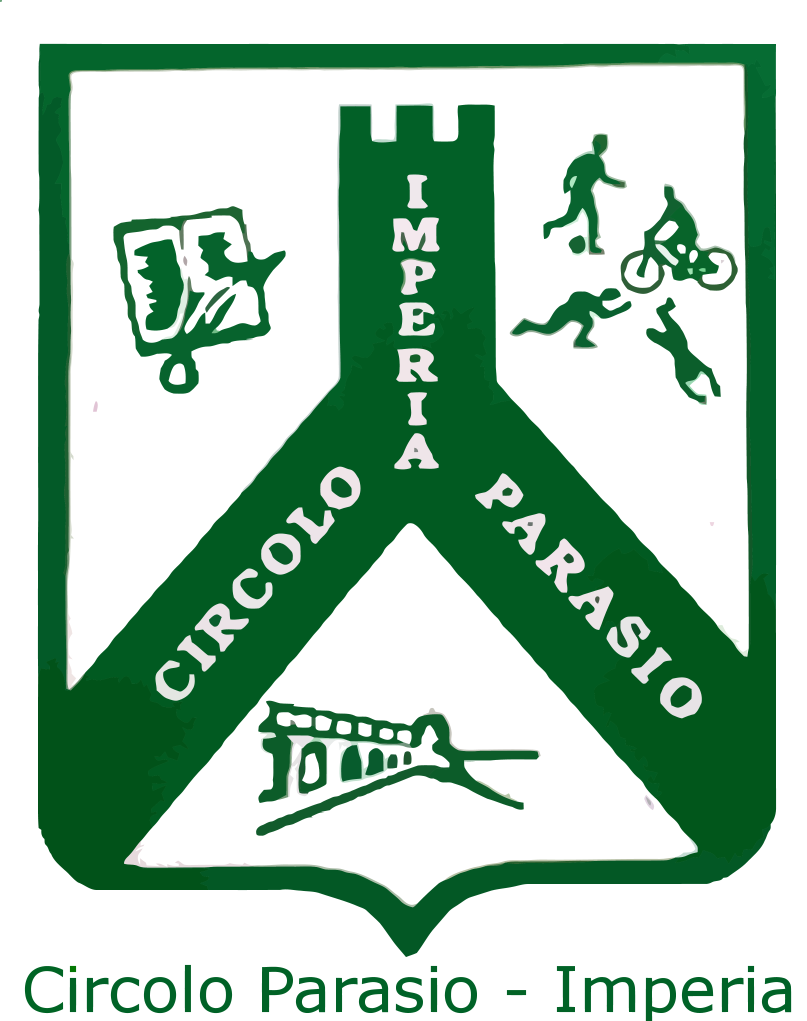 IMPERIA
CIRCOLO
PARASIO
Circolo Parasio - Imperia